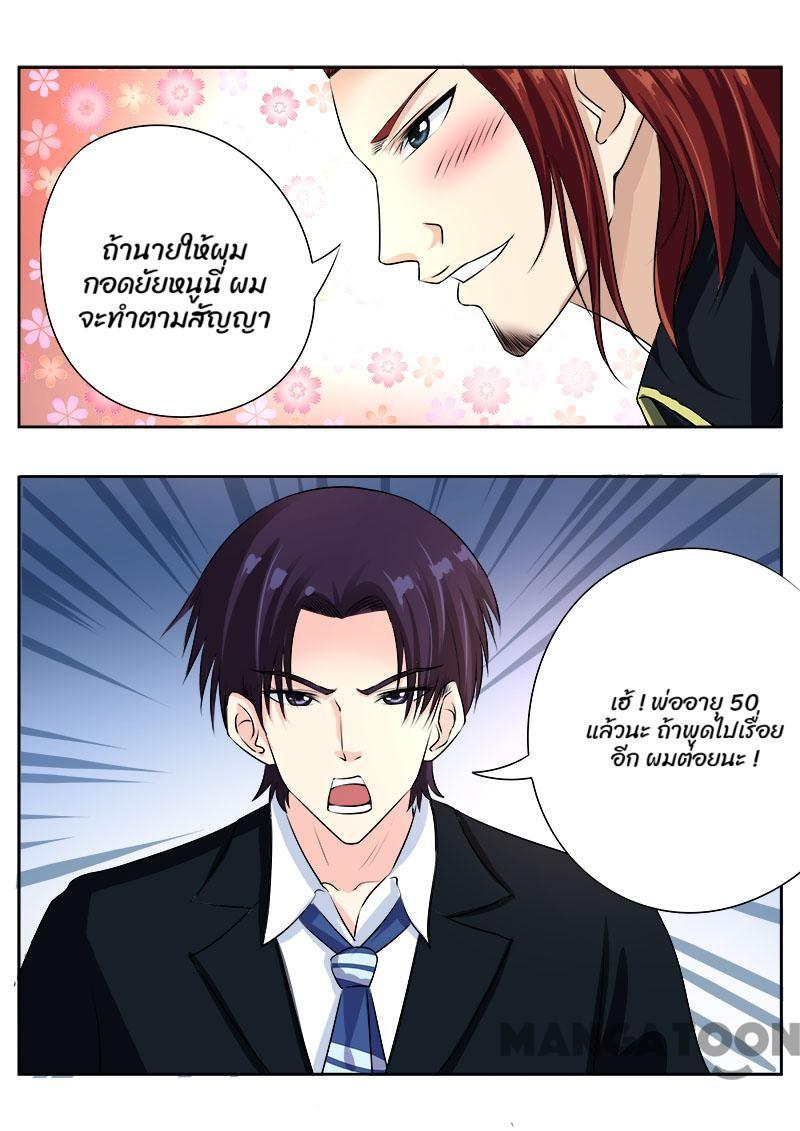 ถ้านายให้ผม
กอดยัยหนูนี่ ผม
จะทำตามสัญญา
เฮ้ ! พ่ออายุ 50
แล้วนะ ถ้าพูดไปเรื่อย
อีก ผมต่อยนะ !
MANGATOON